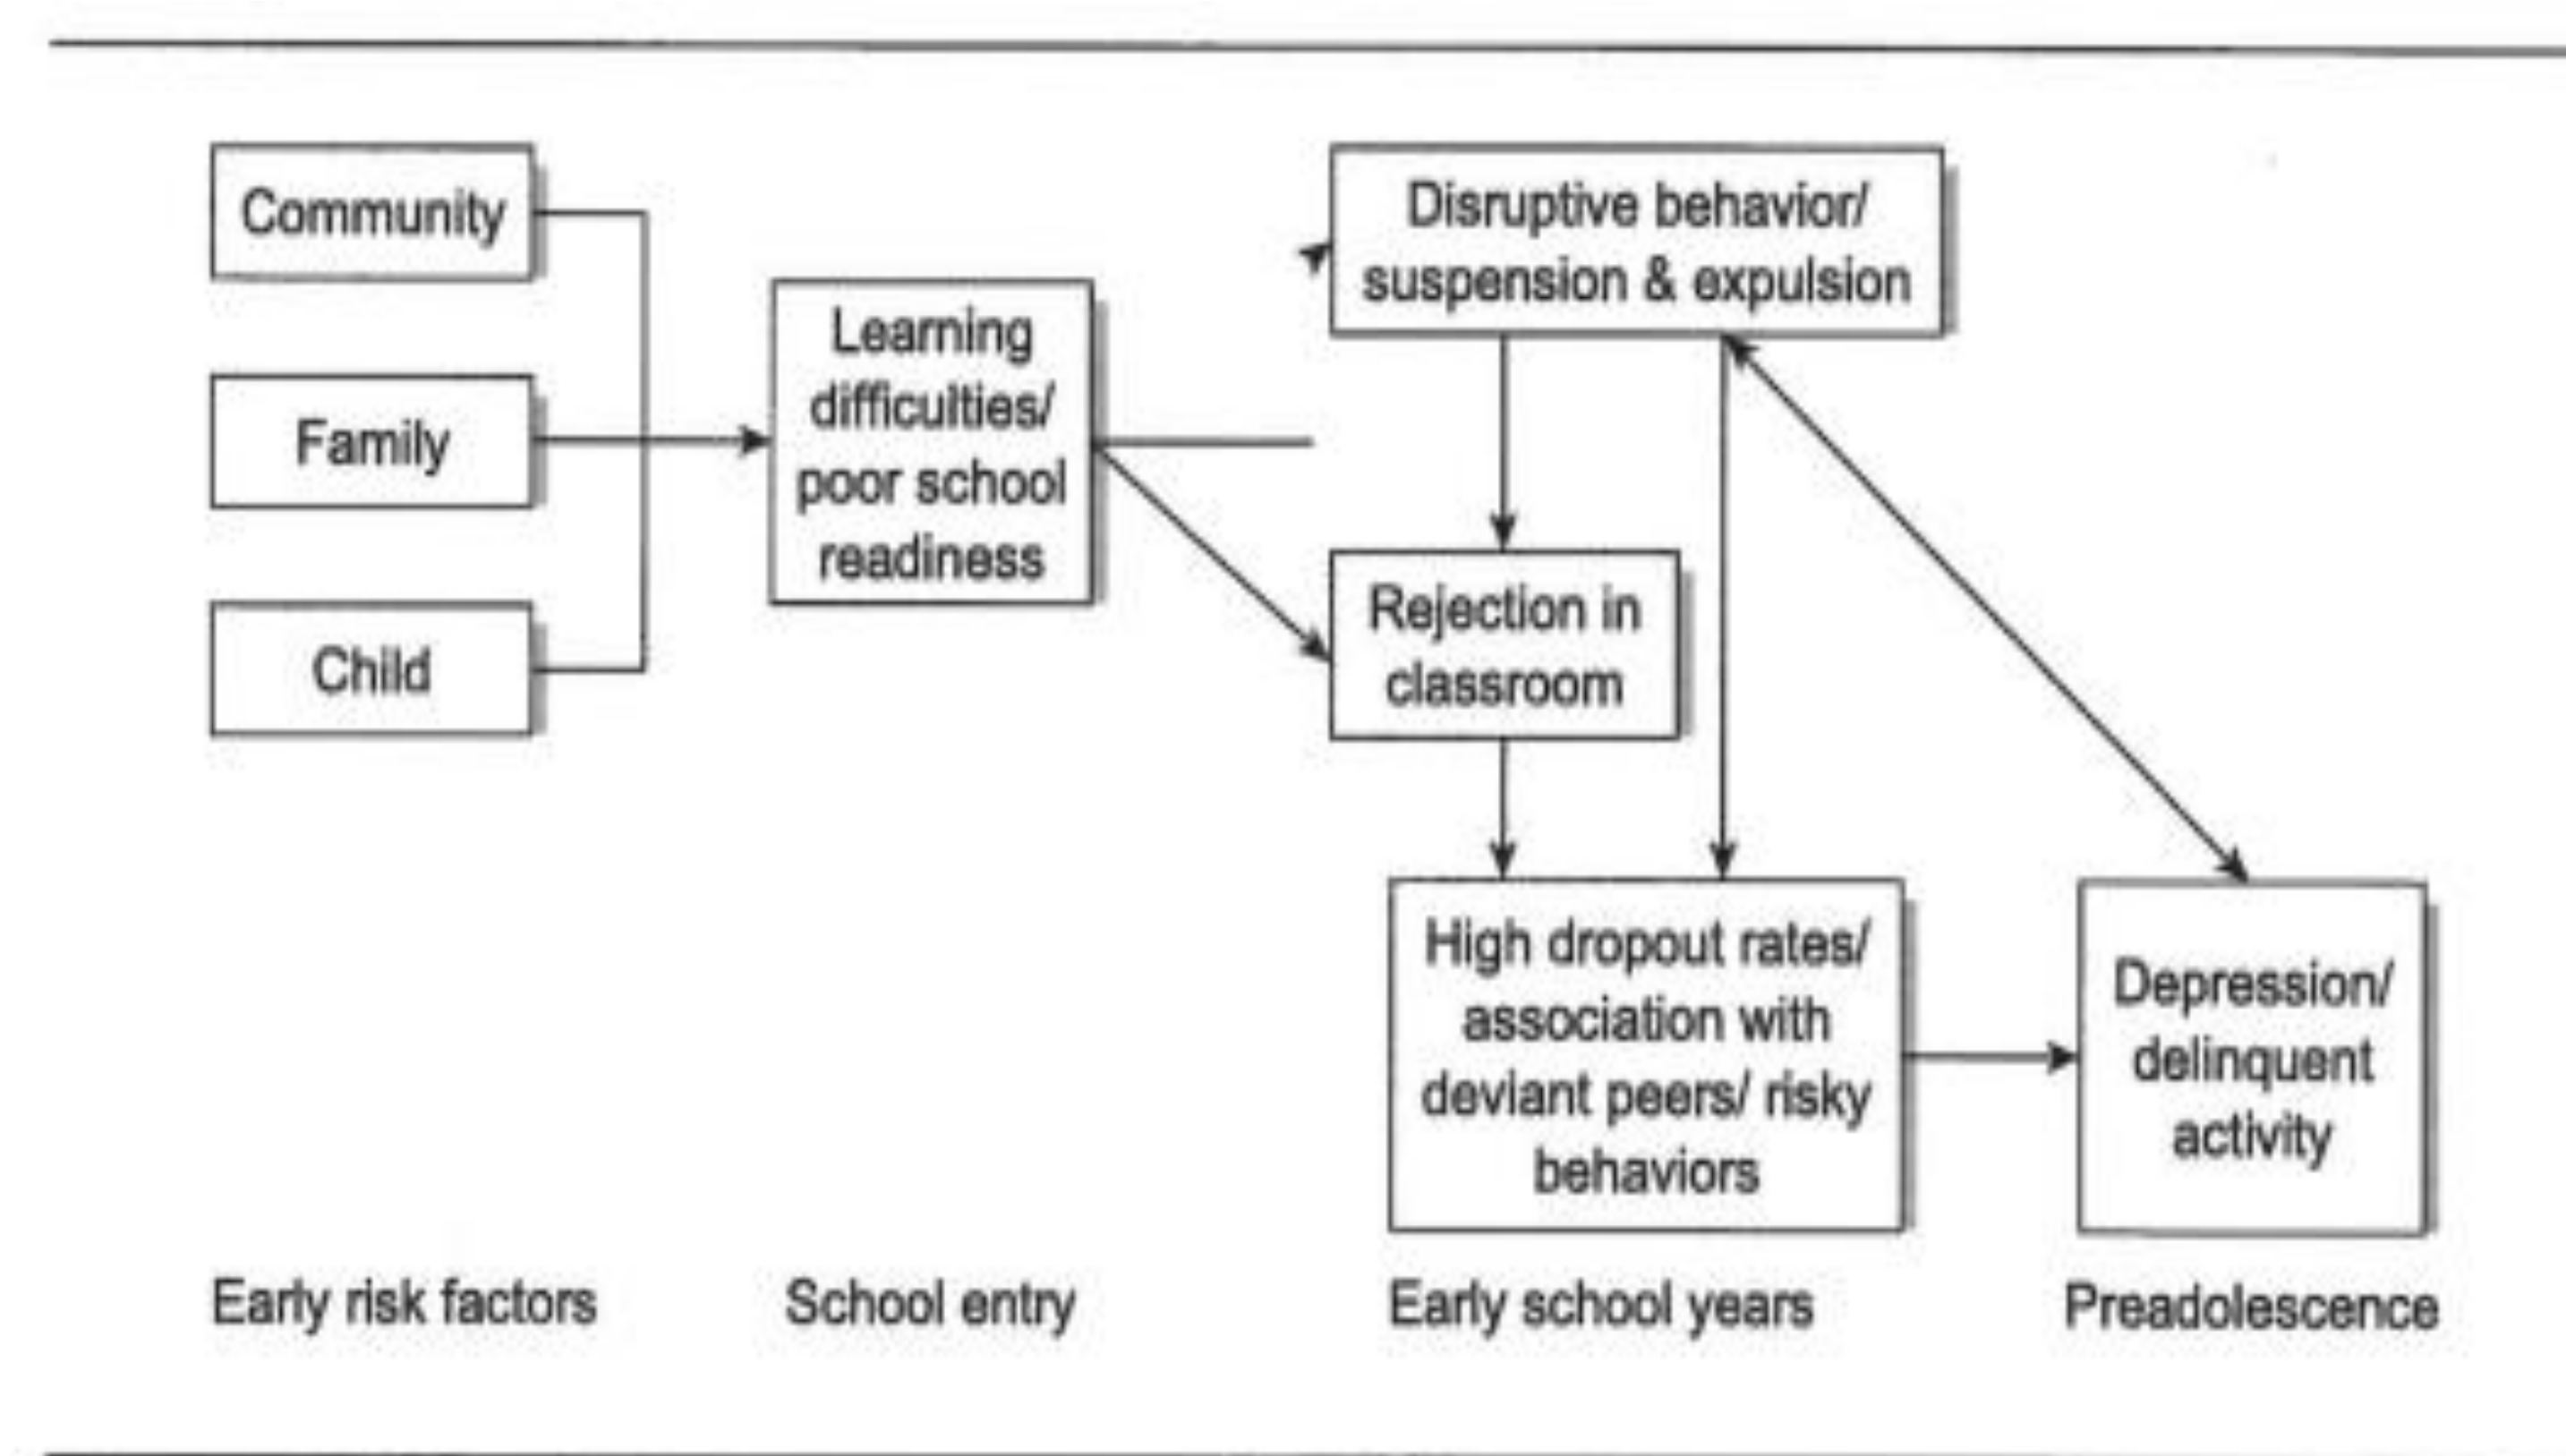 Community
Family
Child
Learning
difficulties/
poor school
readiness
Disruptive behavior/
suspension & expulsion
Rejection in
classroom
High dropout rates/
association with
deviant peers/ risky
behaviors
Depression/
delinquent
activity
Early risk factors
School entry
Early school years
Preadolescence